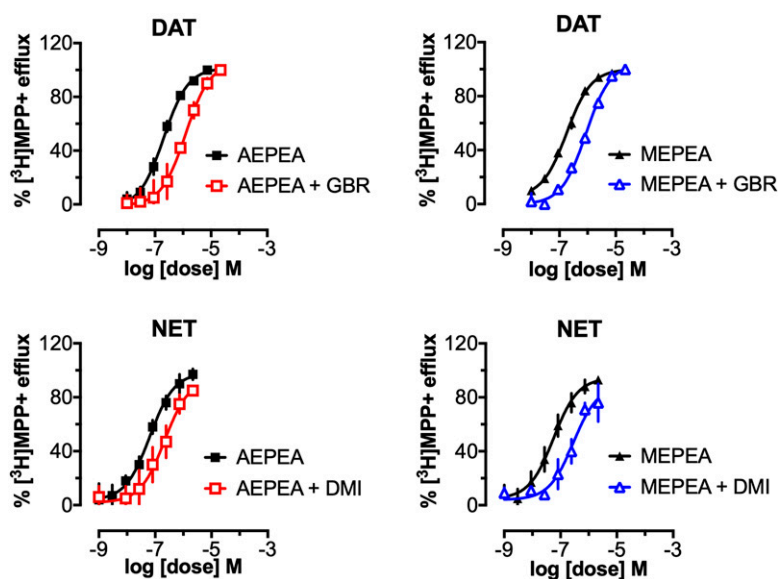 DAT
% [³H]MPP+ efflux
120
80
40
0
AEPEA
AEPEA + GBR
-9 -7 -5 -3
log [dose] M
DAT
% [³H]MPP+ efflux
120
80
40
0
MEPEA
MEPEA + GBR
-9 -7 -5 -3
log [dose] M
NET
% [³H]MPP+ efflux
120
80
40
0
AEPEA
AEPEA + DMI
-9 -7 -5 -3
log [dose] M
NET
% [³H]MPP+ efflux
120
80
40
0
MEPEA
MEPEA + DMI
-9 -7 -5 -3
log [dose] M